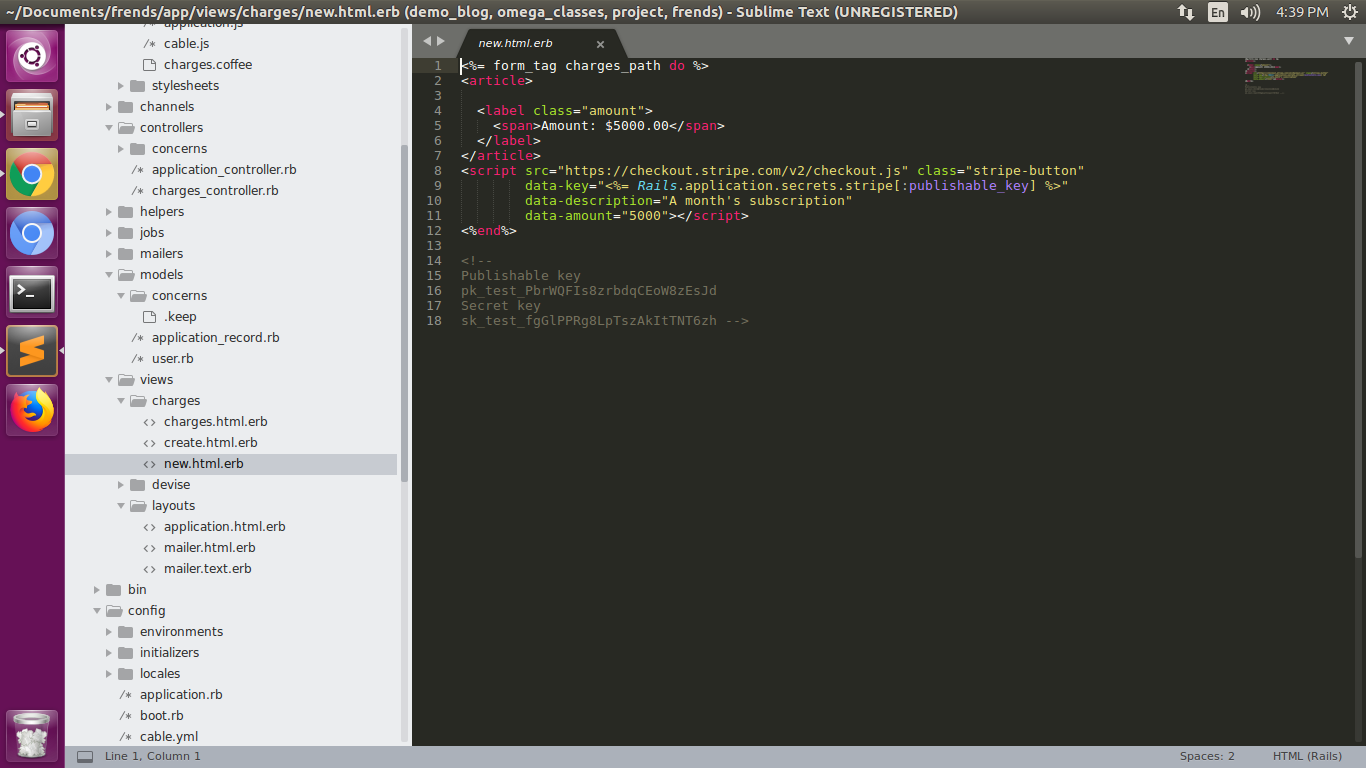 ~/Documents/frends/app/views/charges/new.html.erb (demo_blog, omega_classes, project, frends) - Sublime Text (UNREGISTERED)
En
4:39 PM
application.js
/* cable.js
charges.coffee
stylesheets
channels
controllers
concerns
/* application_controller.rb
/* charges_controller.rb
helpers
jobs
mailers
models
concerns
.keep
/* application_record.rb
/* user.rb
views
charges
<> charges.html.erb
<> create.html.erb
<> new.html.erb
devise
layouts
<> application.html.erb
<> mailer.html.erb
<> mailer.text.erb
bin
config
environments
initializers
locales
/* application.rb
/* boot.rb
/* cable.yml
new.html.erb ×
1 <%= form_tag charges_path do %>
2 <article>
3
4 <label class="amount">
5 <span>Amount: $5000.00</span>
6 </label>
7 </article>
8 <script src="https://checkout.stripe.com/v2/checkout.js" class="stripe-button"
9 data-key="<%= Rails.application.secrets.stripe[:publishable_key] %>"
10 data-description="A month's subscription"
11 data-amount="5000"></script>
12 <%end%>
13
14 <!--
15 Publishable key
16 pk_test_PbrWQFIs8zrbdqCEoW8zEsJd
17 Secret key
18 sk_test_fgGlPPRg8LpTszAkItTNT6zh -->
Line 1, Column 1
Spaces: 2
HTML (Rails)